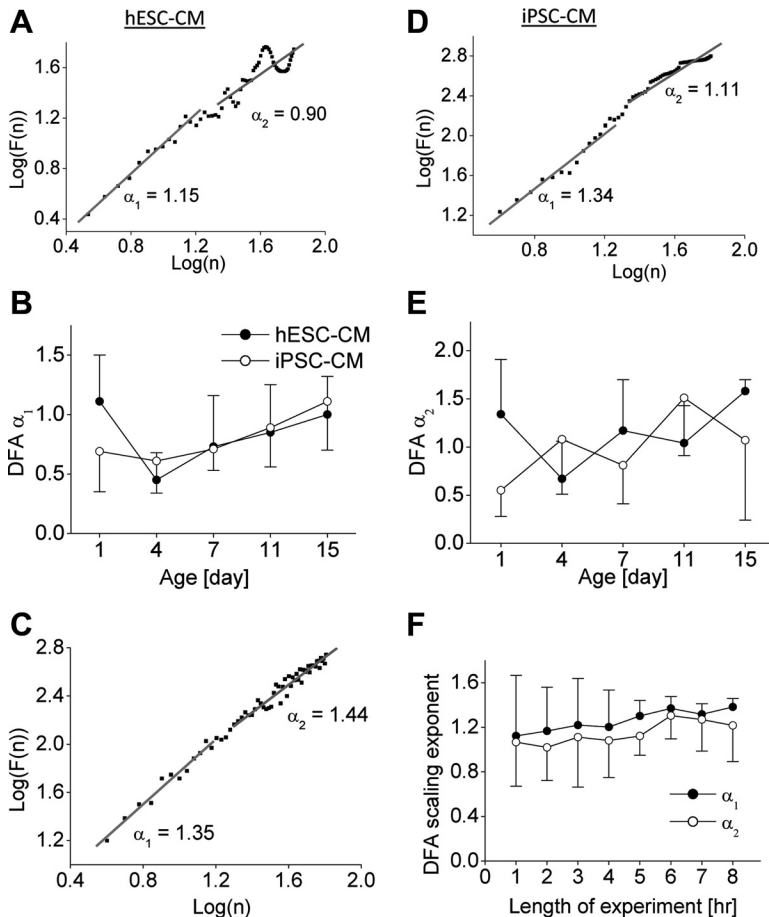 A
hESC-CM
Log(F(n))
1.6
1.2
0.8
0.4
α1 = 1.15
α2 = 0.90
0.4 0.8 1.2 1.6 2.0
Log(n)
D
iPSC-CM
Log(F(n))
2.8
2.4
2.0
1.6
1.2
α1 = 1.34
α2 = 1.11
0.4 0.8 1.2 1.6 2.0
Log(n)
B
hESC-CM
iPSC-CM
DFA α1
1.5
1.0
0.5
0.0
1 4 7 11 15
Age [day]
E
DFA α2
2.0
1.5
1.0
0.5
0.0
1 4 7 11 15
Age [day]
C
Log(F(n))
2.8
2.4
2.0
1.6
1.2
α1 = 1.35
α2 = 1.44
0.4 0.8 1.2 1.6 2.0
Log(n)
F
DFA scaling exponent
1.6
1.2
0.8
0.4
0.0
α1
α2
0 1 2 3 4 5 6 7 8
Length of experiment [hr]